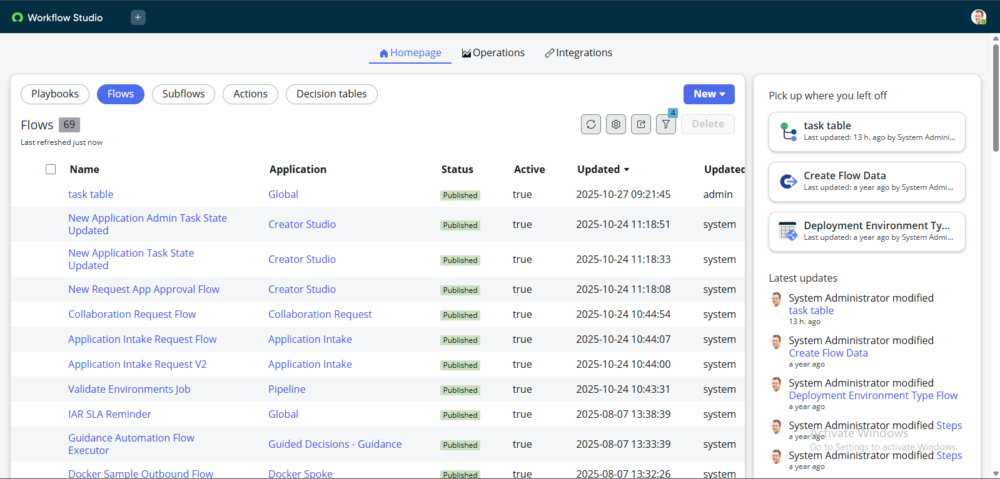 Workflow Studio
+
Homepage
Operations
Integrations
Playbooks
Flows
Subflows
Actions
Decision tables
New
Flows 69
Last refreshed just now
4
Delete
Name Application Status Active Updated Updated
task table Global Published true 2025-10-27 09:21:45 admin
New Application Admin Task State
Updated
Creator Studio Published true 2025-10-24 11:18:51 system
New Application Task State
Updated
Creator Studio Published true 2025-10-24 11:18:33 system
New Request App Approval Flow Creator Studio Published true 2025-10-24 11:18:08 system
Collaboration Request Flow Collaboration Request Published true 2025-10-24 10:44:54 system
Application Intake Request Flow Application Intake Published true 2025-10-24 10:44:07 system
Application Intake Request V2 Application Intake Published true 2025-10-24 10:44:00 system
Validate Environments Job Pipeline Published true 2025-10-24 10:43:31 system
IAR SLA Reminder Global Published true 2025-08-07 13:38:39 system
Guidance Automation Flow
Executor
Guided Decisions - Guidance Published true 2025-08-07 13:33:39 system
Docker Sample Outbound Flow Docker Spoke Published true 2025-08-07 13:32:26 system
Pick up where you left off
task table
Last updated: 13 h. ago by System Admini...
Create Flow Data
Last updated: a year ago by System Admi...
Deployment Environment Ty...
Last updated: a year ago by System Admi...
Latest updates
System Administrator modified
task table
13 h. ago
System Administrator modified
Create Flow Data
a year ago
System Administrator modified
Deployment Environment Type Flow
a year ago
System Administrator modified Steps
a year ago
System Administrator modified Steps
a year ago
Activate Windows
Go to Settings to activate Windows.